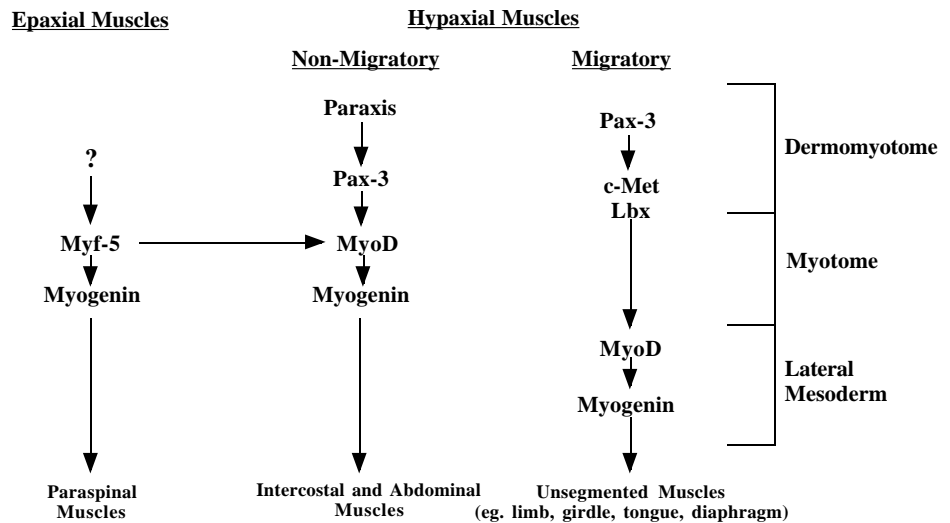 Epaxial Muscles
Hypaxial Muscles
Non-Migratory
Migratory
Paraxis
Pax-3
?
Pax-3
c-Met
Lbx
Dermomyotome
Myf-5
MyoD
Myogenin
Myogenin
Myotome
MyoD
Myogenin
Lateral
Mesoderm
Paraspinal
Muscles
Intercostal and Abdominal
Muscles
Unsegmented Muscles
(eg. limb, girdle, tongue, diaphragm)